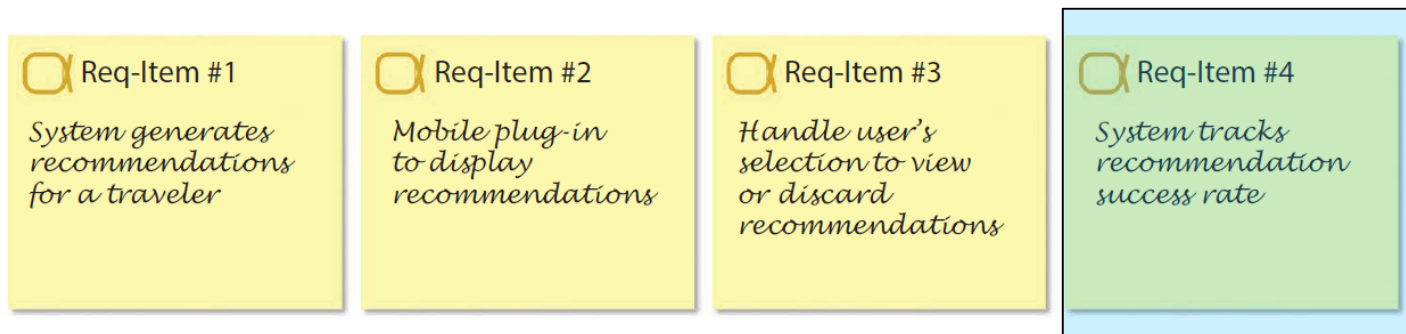 Req-Item #1
System generates
recommendations
for a traveler
Req-Item #2
Mobile plug-in
to display
recommendations
Req-Item #3
Handle user's
selection to view
or discard
recommendations
Req-Item #4
System tracks
recommendation
success rate